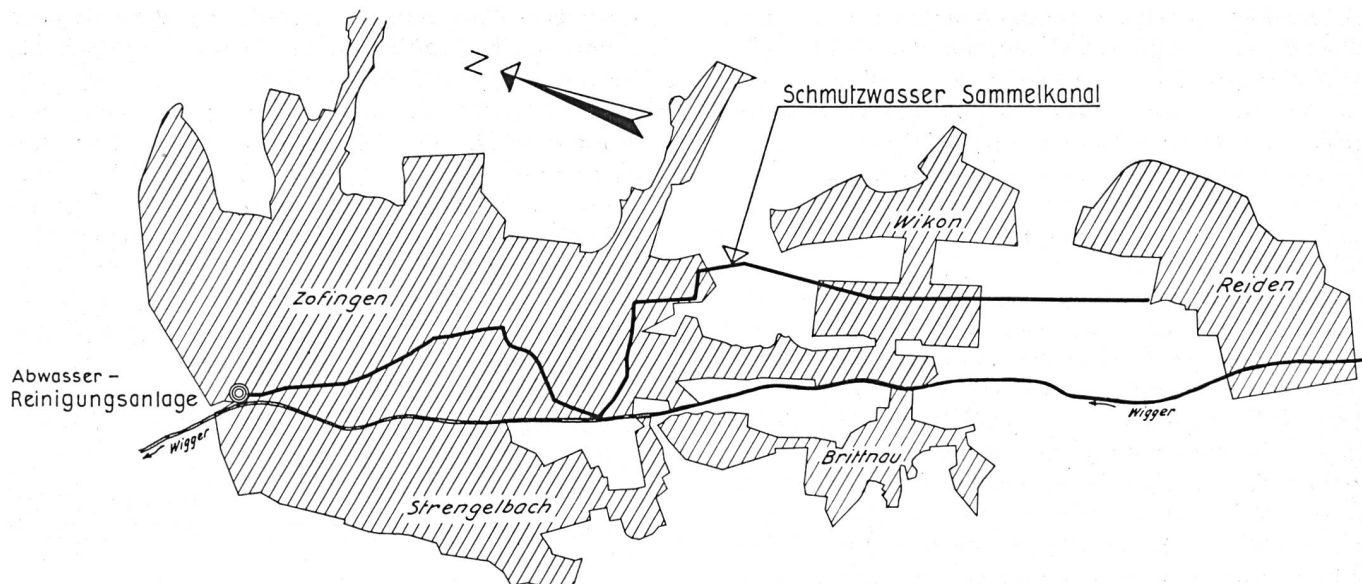 N
Schmutzwasser Sammelkanal
Wikon
Zofingen
Reiden
Abwasser-
Reinigungsanlage
Wigger
Wigger
Brittnau
Strengelbach